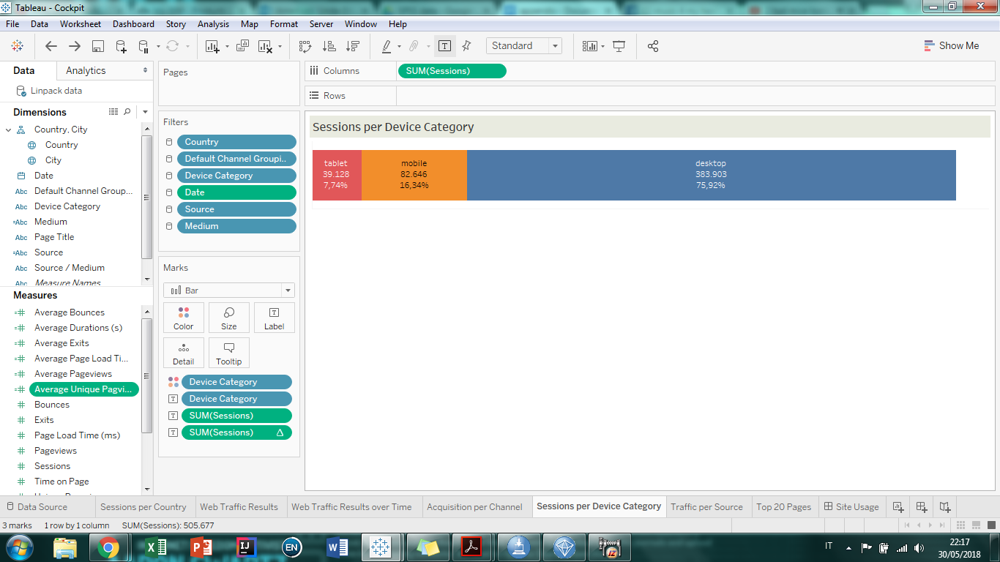 Tableau - Cockpit
File Data Worksheet Dashboard Story Analysis Map Format Server Window Help
Standard
Show Me
Data
Analytics
Linpack data
Dimensions
Country, City
Country
City
Date
Abc Default Channel Group...
Abc Device Category
=Abc Medium
Abc Page Title
=Abc Source
Abc Source / Medium
Abc Measure Names
Measures
Average Bounces
Average Durations (s)
Average Exits
Average Page Load Ti...
Average Pageviews
Average Unique Pagvi...
Bounces
Exits
Page Load Time (ms)
Pageviews
Sessions
Time on Page
Pages
Filters
Country
Default Channel Groupi..
Device Category
Date
Source
Medium
Marks
Bar
Color
Size
Label
Detail
Tooltip
Device Category
Device Category
SUM(Sessions)
SUM(Sessions)
Columns
SUM(Sessions)
Rows
Sessions per Device Category
tablet
39.128
7,74%
mobile
82.646
16,34%
desktop
383.903
75,92%
Data Source
Sessions per Country
Web Traffic Results
Web Traffic Results over Time
Acquisition per Channel
Sessions per Device Category
Traffic per Source
Top 20 Pages
Site Usage
3 marks 1 row by 1 column SUM(Sessions): 505.677
EN
IT
22:17
30/05/2018